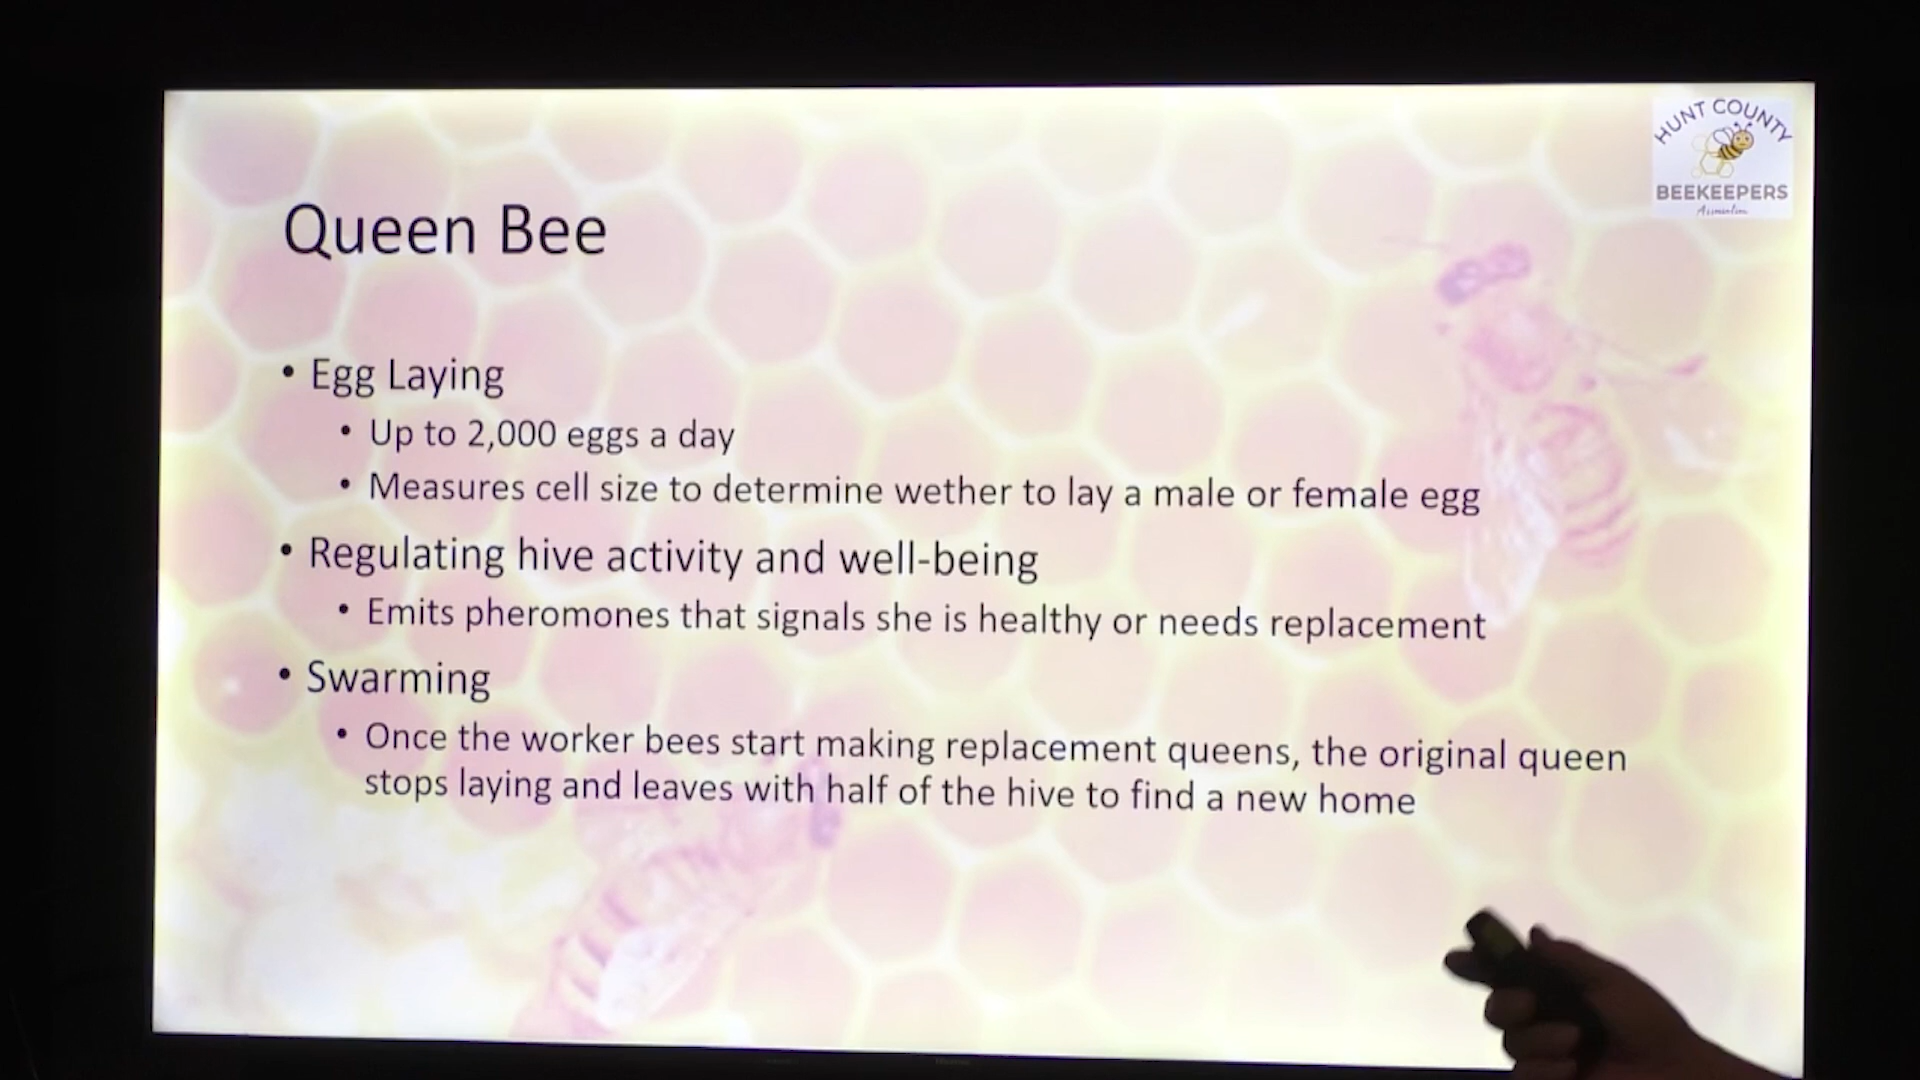 HUNT COUNTY
BEEKEEPERS
Association
Queen Bee
• Egg Laying
• Up to 2,000 eggs a day
• Measures cell size to determine wether to lay a male or female egg
• Regulating hive activity and well-being
• Emits pheromones that signals she is healthy or needs replacement
• Swarming
• Once the worker bees start making replacement queens, the original queen
stops laying and leaves with half of the hive to find a new home